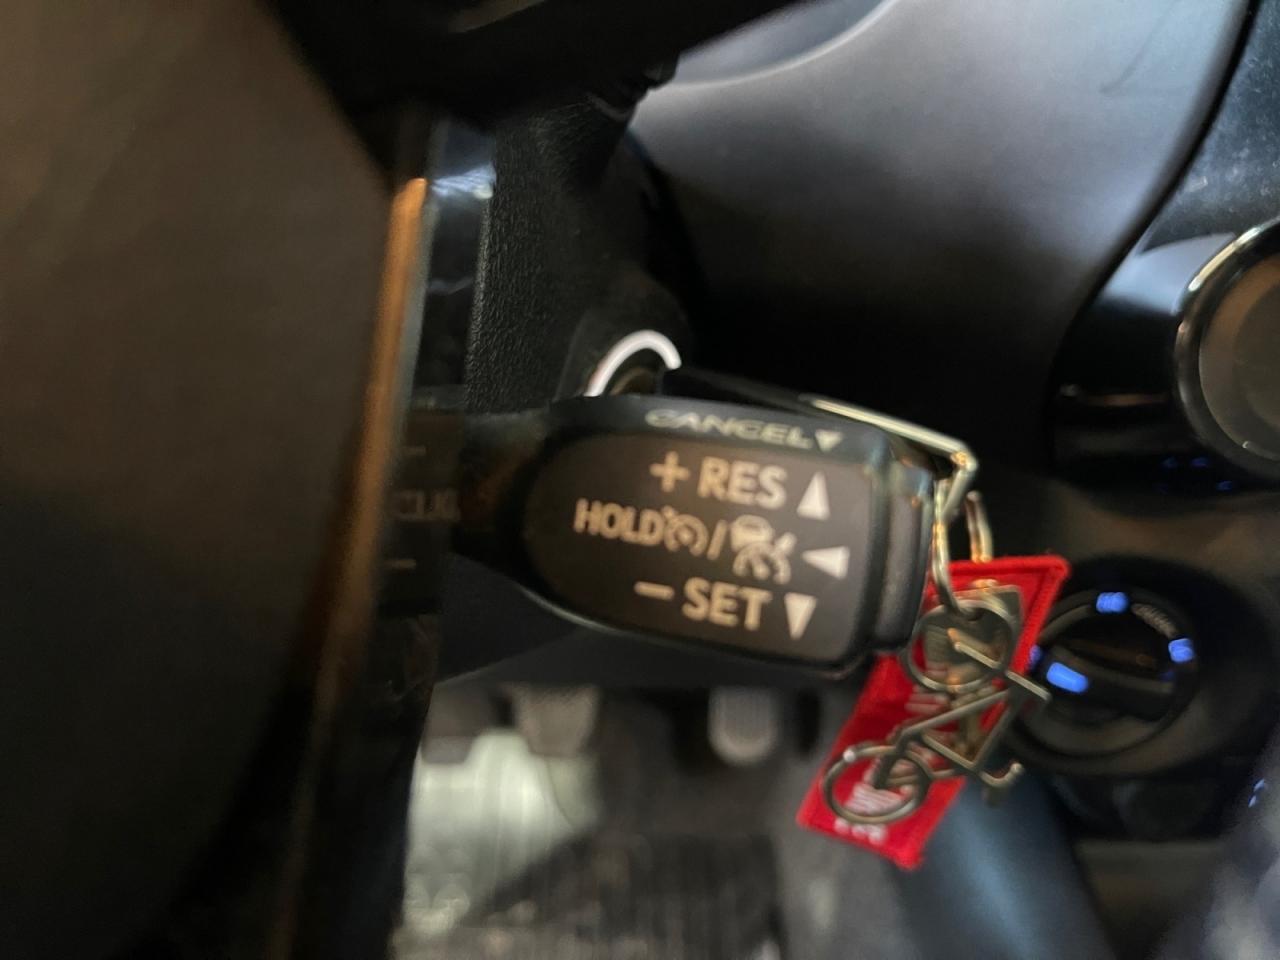 CANCEL▼
+ RES ▲
HOLD / ◀
− SET ▼